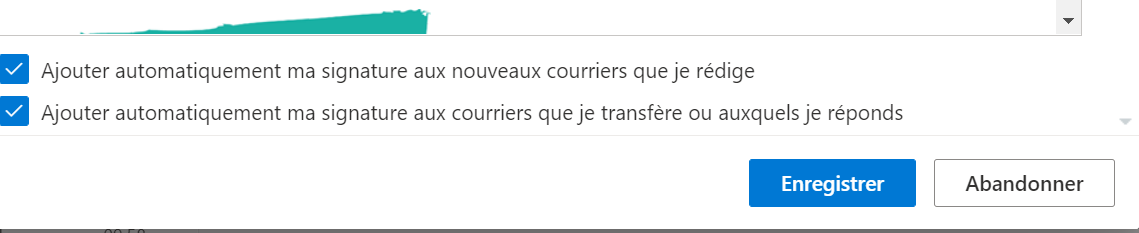 Ajouter automatiquement ma signature aux nouveaux courriers que je rédige
Ajouter automatiquement ma signature aux courriers que je transfère ou auxquels je réponds
Enregistrer
Abandonner